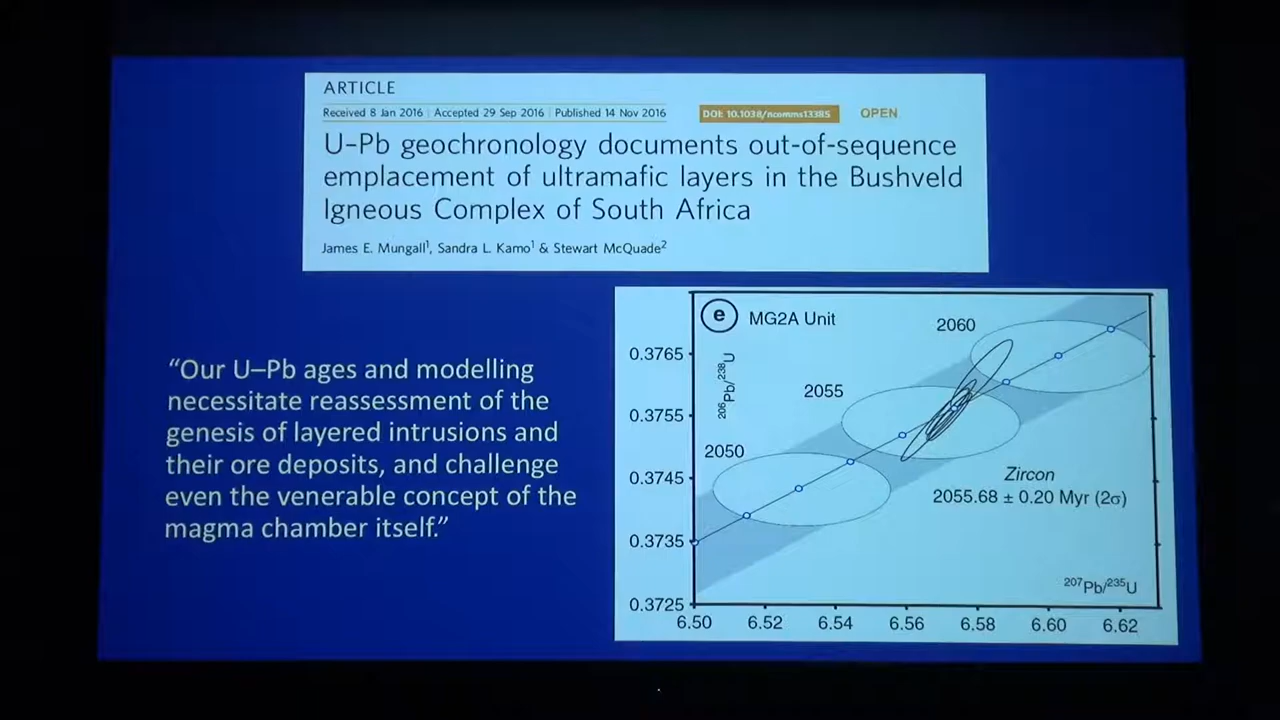 ARTICLE
Received 8 Jan 2016 | Accepted 29 Sep 2016 | Published 14 Nov 2016
DOI: 10.1038/ncomms13385
OPEN
U–Pb geochronology documents out-of-sequence
emplacement of ultramafic layers in the Bushveld
Igneous Complex of South Africa
James E. Mungall¹, Sandra L. Kamo¹ & Stewart McQuade²
“Our U–Pb ages and modelling
necessitate reassessment of the
genesis of layered intrusions and
their ore deposits, and challenge
even the venerable concept of the
magma chamber itself.”
e MG2A Unit
2060
0.3765
²⁰⁶Pb/²³⁸U
2055
0.3755
2050
0.3745
Zircon
2055.68 ± 0.20 Myr (2σ)
0.3735
²⁰⁷Pb/²³⁵U
0.3725
6.50 6.52 6.54 6.56 6.58 6.60 6.62